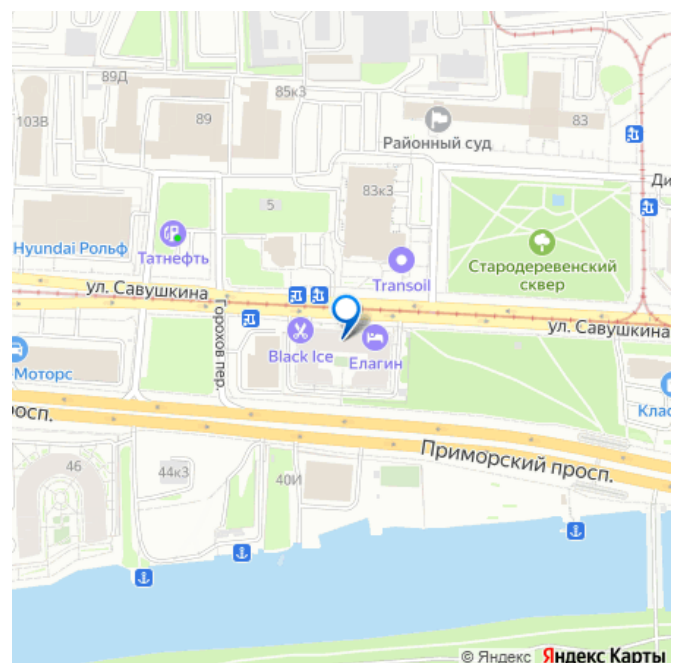 89Д
85к3
103В
89
83
Районный суд
83к3
Ди
5
Hyundai Рольф
Татнефть
Transoil
Стародеревенский
сквер
ул. Савушкина
Горохов пер.
ул. Савушкина
Black Ice
Елагин
Моторс
Клас
росп.
Приморский просп.
46
44к3
40И
© Яндекс Яндекс Карты